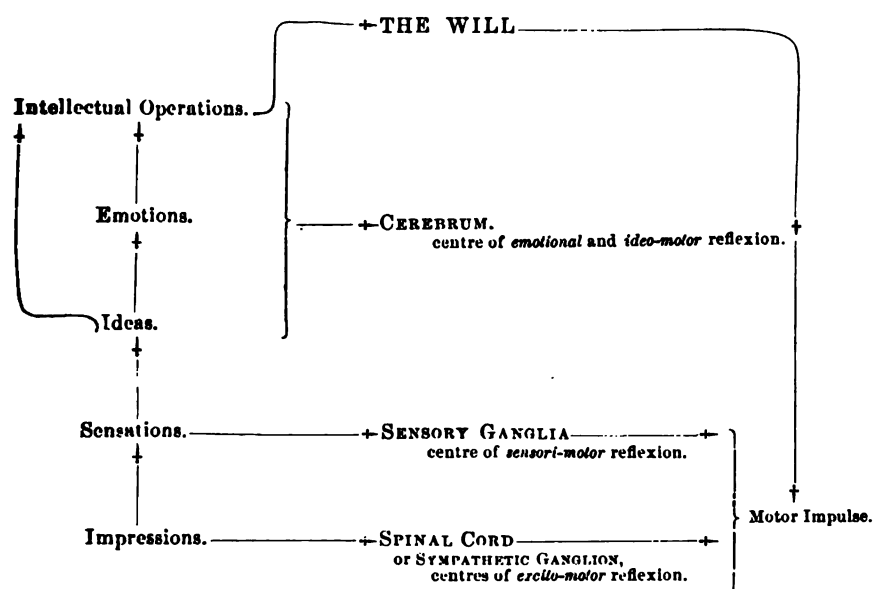 THE WILL
Intellectual Operations.
Emotions.
CEREBRUM.
centre of emotional and ideo-motor reflexion.
Ideas.
Sensations.
SENSORY GANGLIA
centre of sensori-motor reflexion.
Motor Impulse.
Impressions.
SPINAL CORD
or SYMPATHETIC GANGLION,
centres of excito-motor reflexion.